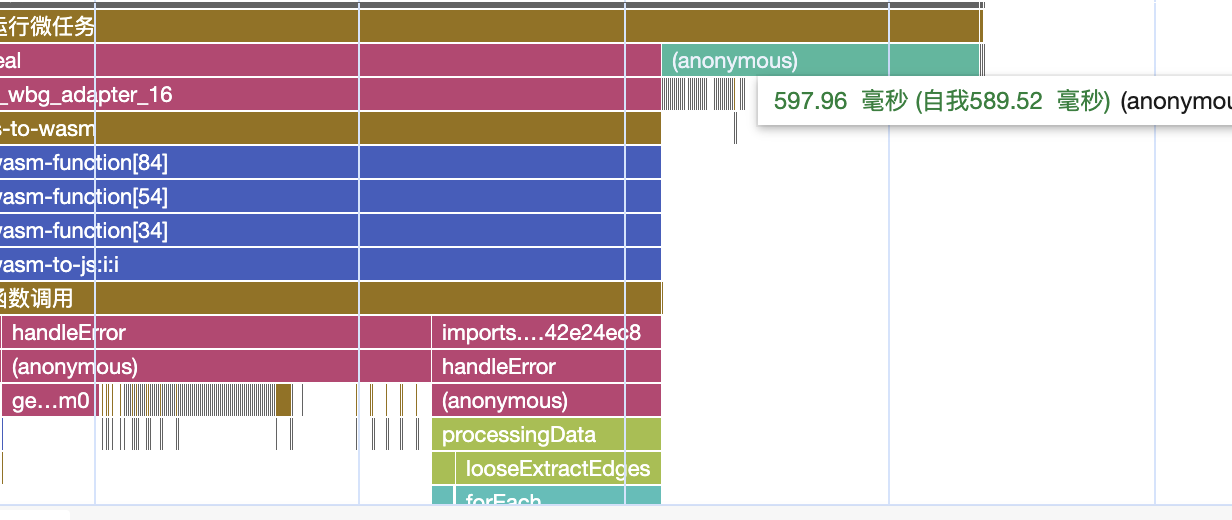 运行微任务
eal
(anonymous)
_wbg_adapter_16
597.96 毫秒 (自我589.52 毫秒) (anonymou
s-to-wasm
wasm-function[84]
wasm-function[54]
wasm-function[34]
wasm-to-js:i:i
函数调用
handleError
imports.…42e24ec8
(anonymous)
handleError
ge…m0
(anonymous)
processingData
looseExtractEdges
forEach